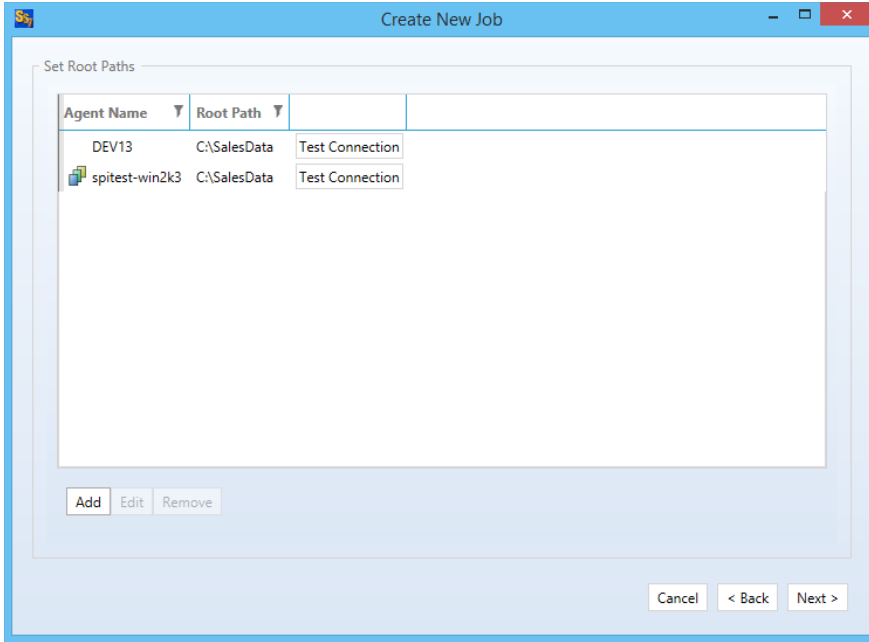 Create New Job
Set Root Paths
Agent Name Root Path
DEV13 C:\SalesData Test Connection
spitest-win2k3 C:\SalesData Test Connection
Add Edit Remove
Cancel < Back Next >